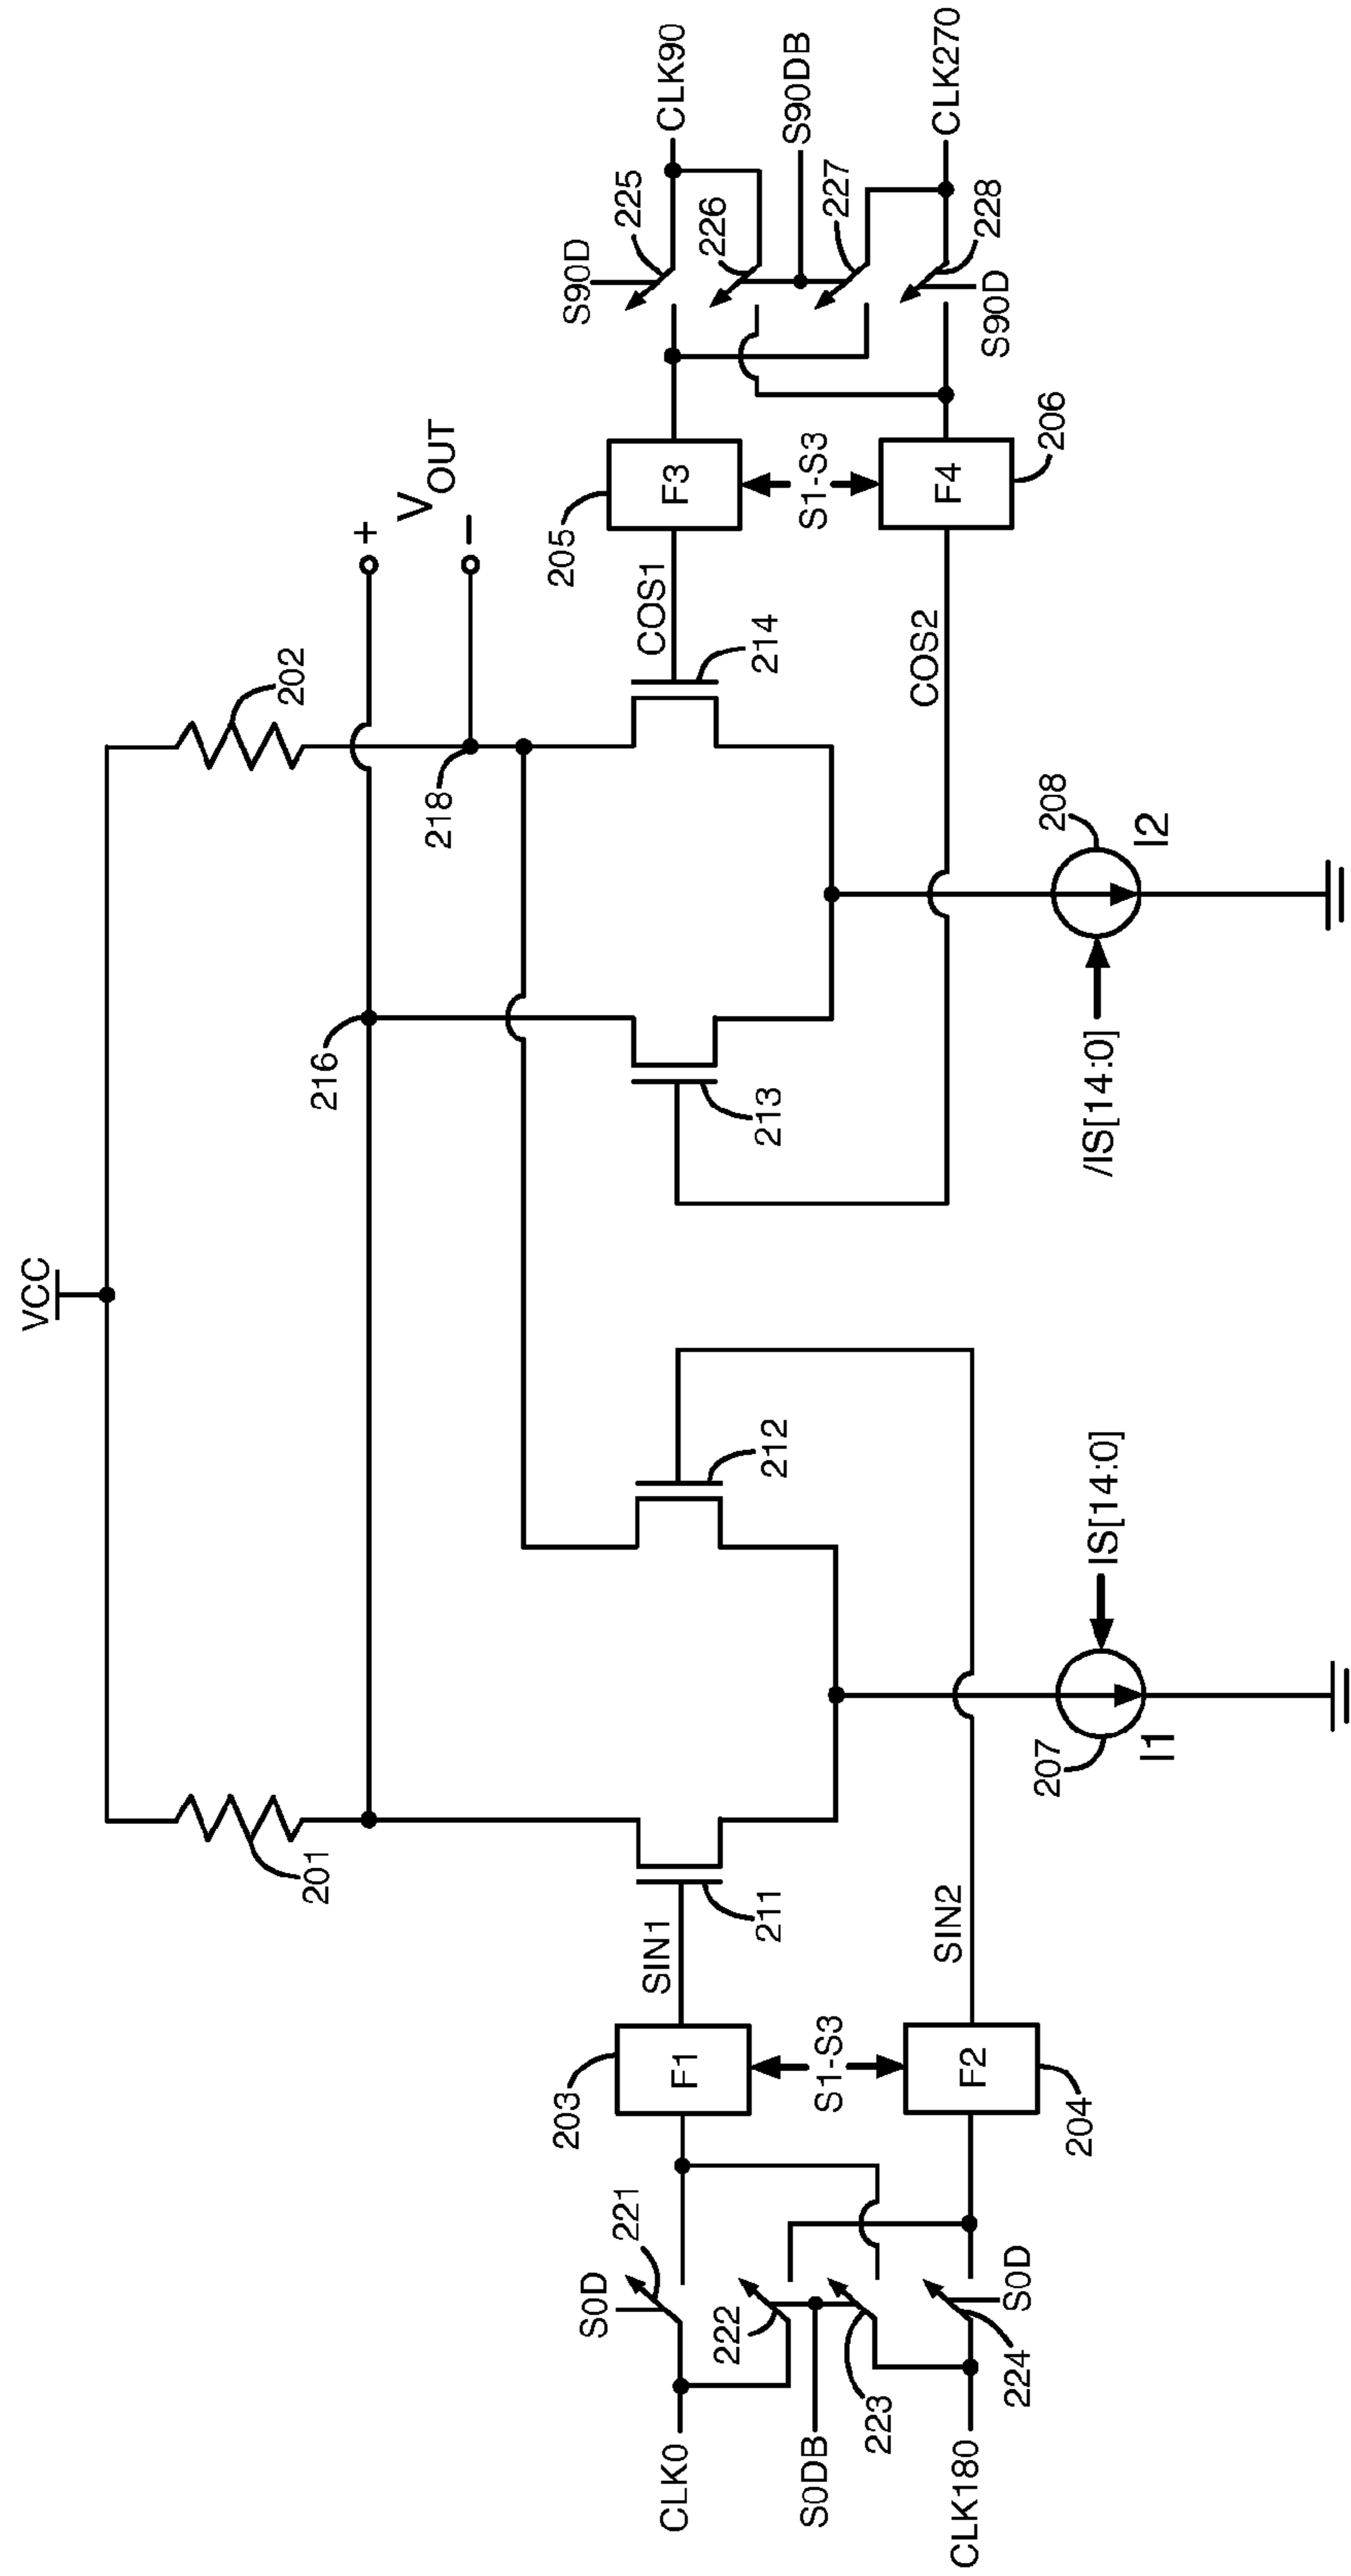 VCC
201
202
216
218
+
V OUT
−
CLK0
S0D
221
222
S0DB
223
CLK180
224
S0D
203
F1
S1-S3
F2
204
SIN1
SIN2
211
212
213
214
COS1
COS2
205
F3
S1-S3
F4
206
S90D
225
226
227
228
S90D
CLK90
S90DB
CLK270
207
I1
IS[14:0]
/IS[14:0]
208
I2